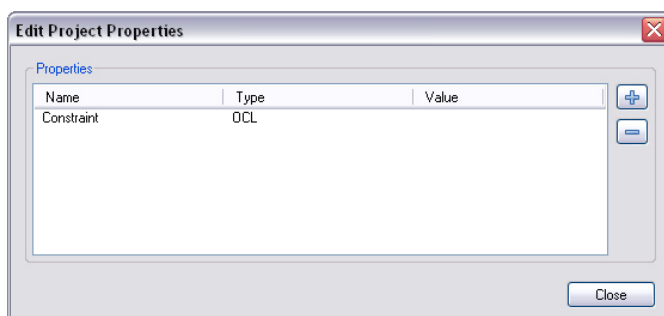 Edit Project Properties
Properties
Name Type Value
Constraint OCL
Close